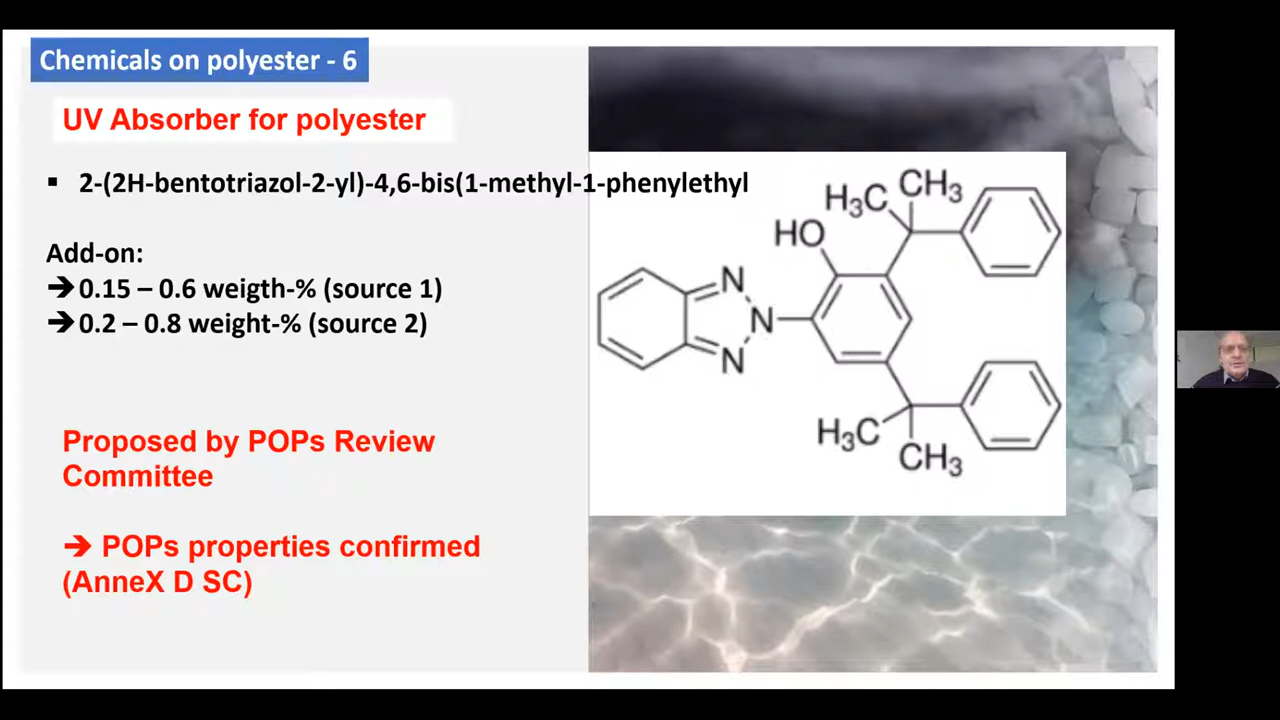 Chemicals on polyester - 6
UV Absorber for polyester
▪ 2-(2H-bentotriazol-2-yl)-4,6-bis(1-methyl-1-phenylethyl
Add-on:
➔ 0.15 – 0.6 weigth-% (source 1)
➔ 0.2 – 0.8 weight-% (source 2)
Proposed by POPs Review
Committee
➔ POPs properties confirmed
(AnneX D SC)
H₃C CH₃
HO
N
N
N
H₃C
CH₃